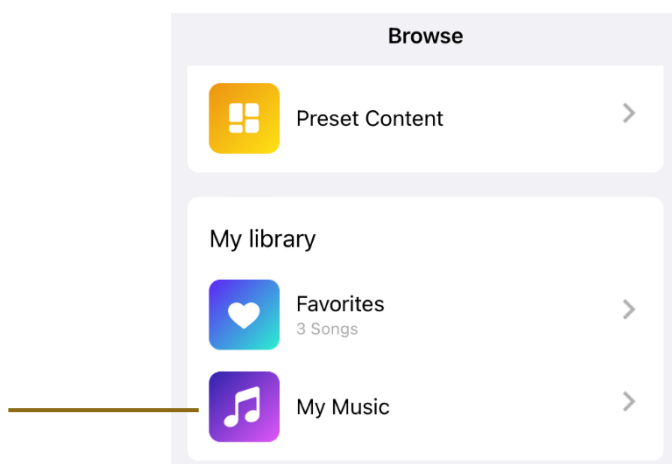 Browse
Preset Content
My library
Favorites
3 Songs
My Music